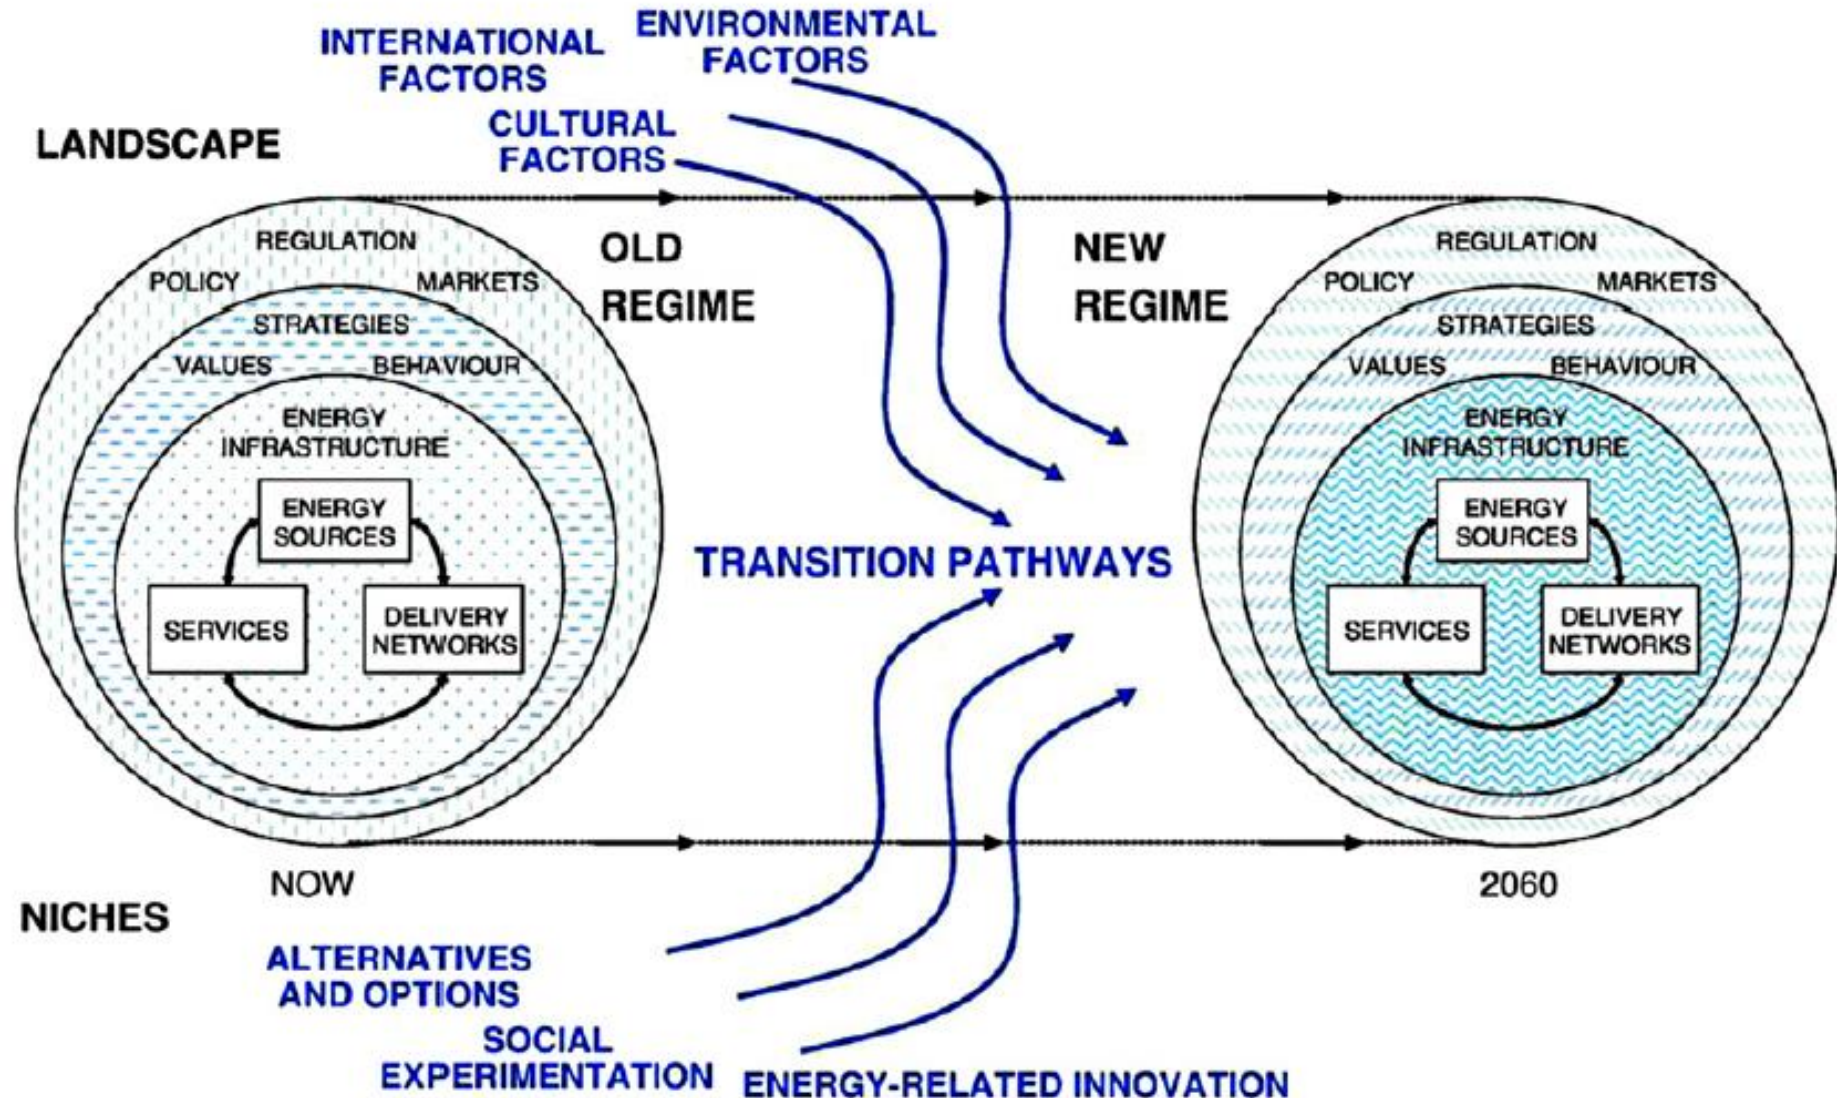 ENVIRONMENTAL
FACTORS
INTERNATIONAL
FACTORS
CULTURAL
FACTORS
LANDSCAPE
REGULATION
POLICY MARKETS
STRATEGIES
VALUES BEHAVIOUR
ENERGY
INFRASTRUCTURE
ENERGY
SOURCES
SERVICES
DELIVERY
NETWORKS
OLD
REGIME
NEW
REGIME
TRANSITION PATHWAYS
REGULATION
POLICY MARKETS
STRATEGIES
VALUES BEHAVIOUR
ENERGY
INFRASTRUCTURE
ENERGY
SOURCES
SERVICES
DELIVERY
NETWORKS
NOW
2060
NICHES
ALTERNATIVES
AND OPTIONS
SOCIAL
EXPERIMENTATION
ENERGY-RELATED INNOVATION